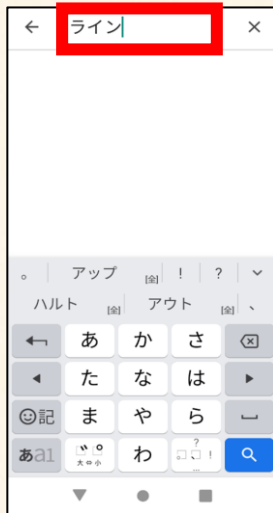 ライン
。 アップ [全] ! ? 
ハルト [全] アウト [全] 、
あ か さ
た な は
記 ま や ら
あa1 大⇔小 わ 、。?!…